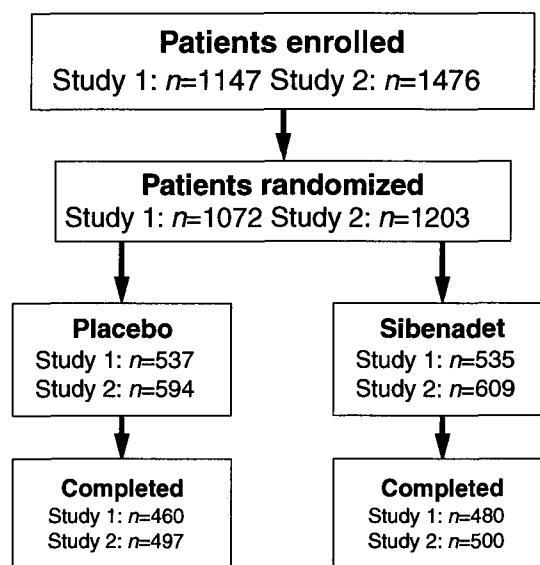 Patients enrolled
Study 1: n=1147 Study 2: n=1476
Patients randomized
Study 1: n=1072 Study 2: n=1203
Placebo
Study 1: n=537
Study 2: n=594
Sibenadet
Study 1: n=535
Study 2: n=609
Completed
Study 1: n=460
Study 2: n=497
Completed
Study 1: n=480
Study 2: n=500